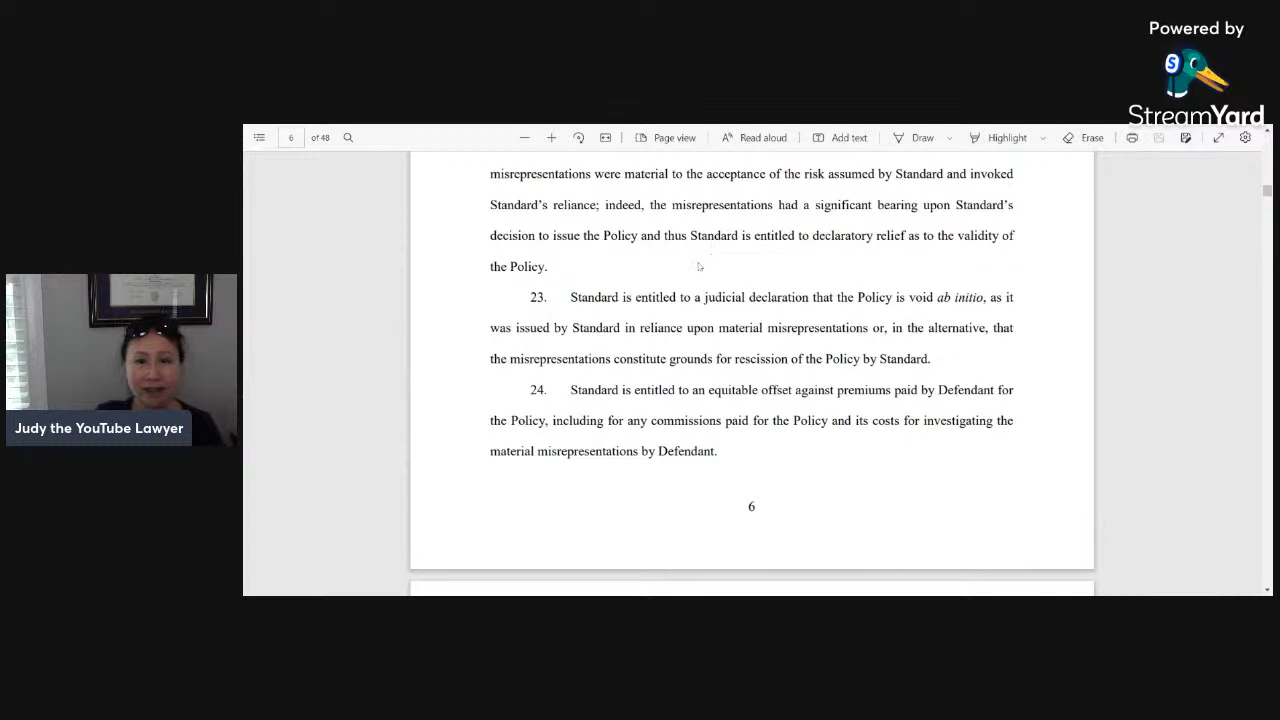 Powered by
StreamYard
6 of 48
Page view
Read aloud
Add text
Draw
Highlight
Erase
misrepresentations were material to the acceptance of the risk assumed by Standard and invoked
Standard's reliance; indeed, the misrepresentations had a significant bearing upon Standard's
decision to issue the Policy and thus Standard is entitled to declaratory relief as to the validity of
the Policy.
23. Standard is entitled to a judicial declaration that the Policy is void ab initio, as it
was issued by Standard in reliance upon material misrepresentations or, in the alternative, that
the misrepresentations constitute grounds for rescission of the Policy by Standard.
24. Standard is entitled to an equitable offset against premiums paid by Defendant for
the Policy, including for any commissions paid for the Policy and its costs for investigating the
material misrepresentations by Defendant.
6
Judy the YouTube Lawyer